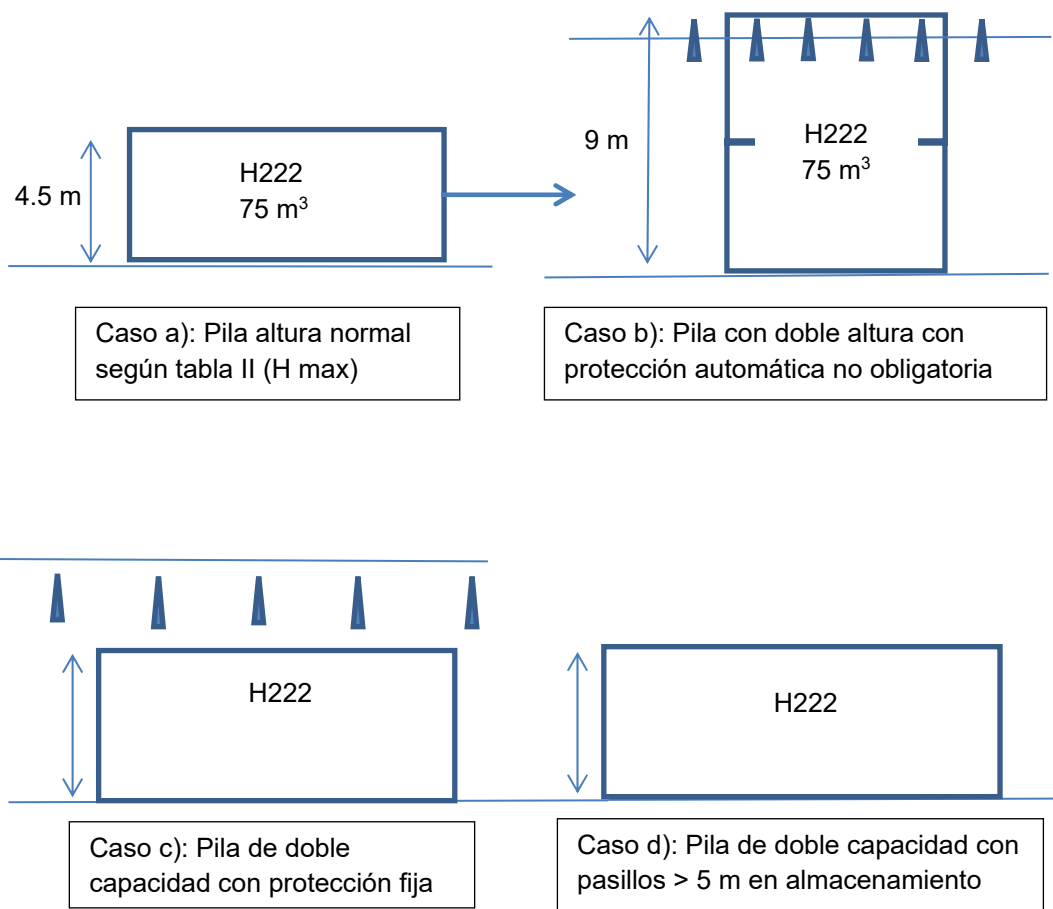 9 m
H222
75 m³
4.5 m
H222
75 m³
Caso a): Pila altura normal
según tabla II (H max)
Caso b): Pila con doble altura con
protección automática no obligatoria
H222
H222
Caso c): Pila de doble
capacidad con protección fija
Caso d): Pila de doble capacidad con
pasillos > 5 m en almacenamiento